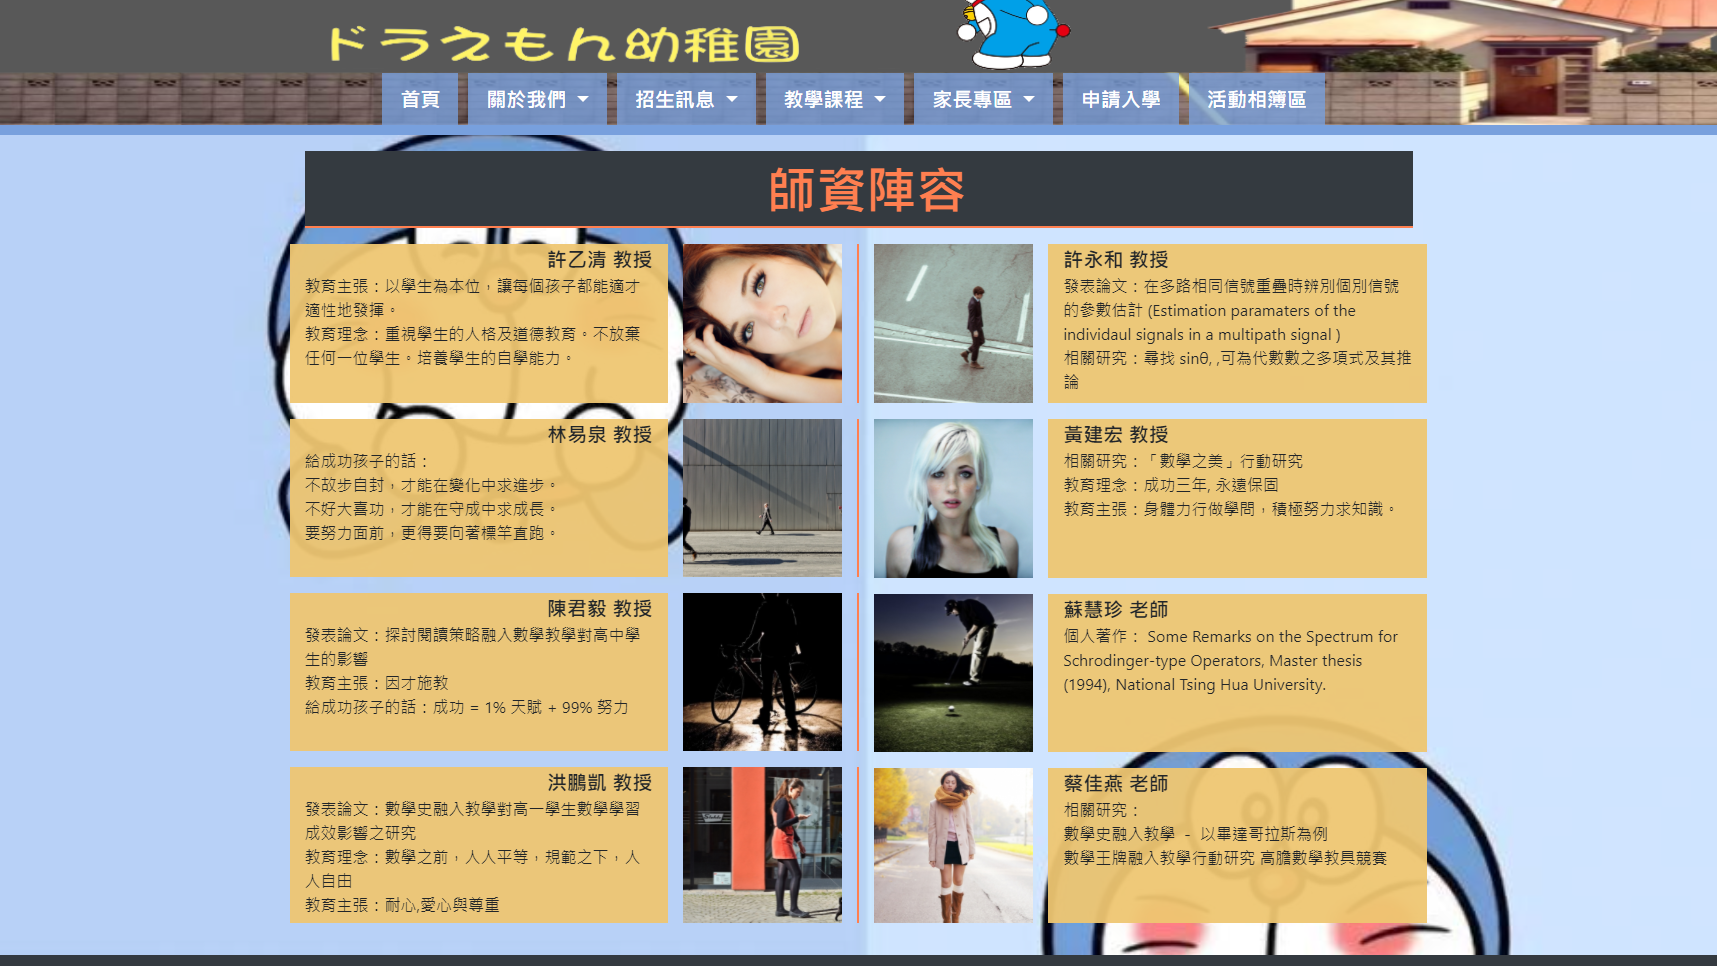 ドラえもん幼稚園
首頁 關於我們 招生訊息 教學課程 家長專區 申請入學 活動相簿區
師資陣容
許乙清 教授
教育主張：以學生為本位，讓每個孩子都能適才
適性地發揮。
教育理念：重視學生的人格及道德教育。不放棄
任何一位學生。培養學生的自學能力。
許永和 教授
發表論文：在多路相同信號重疊時辨別個別信號
的參數估計 (Estimation paramaters of the
individaul signals in a multipath signal )
相關研究：尋找 sinθ, ,可為代數數之多項式及其推
論
林易泉 教授
給成功孩子的話：
不故步自封，才能在變化中求進步。
不好大喜功，才能在守成中求成長。
要努力面前，更得要向著標竿直跑。
黃建宏 教授
相關研究：「數學之美」行動研究
教育理念：成功三年, 永遠保固
教育主張：身體力行做學問，積極努力求知識。
陳君毅 教授
發表論文：探討閱讀策略融入數學教學對高中學
生的影響
教育主張：因才施教
給成功孩子的話：成功 = 1% 天賦 + 99% 努力
蘇慧珍 老師
個人著作： Some Remarks on the Spectrum for
Schrodinger-type Operators, Master thesis
(1994), National Tsing Hua University.
洪鵬凱 教授
發表論文：數學史融入教學對高一學生數學學習
成效影響之研究
教育理念：數學之前，人人平等，規範之下，人
人自由
教育主張：耐心,愛心與尊重
蔡佳燕 老師
相關研究：
數學史融入教學 － 以畢達哥拉斯為例
數學王牌融入教學行動研究 高膽數學教具競賽